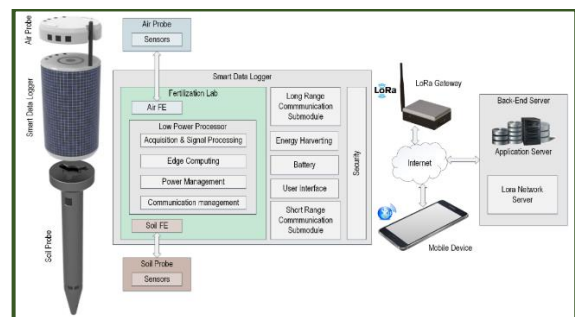 Air Probe
Smart Data Logger
Soil Probe
Air Probe
Sensors
Smart Data Logger
Fertilization Lab
Air FE
Low Power Processor
Acquisition & Signal Processing
Edge Computing
Power Management
Communication management
Soil FE
Long Range
Commmunication
Submodule
Energy Harverting
Battery
User Interface
Short Range
Commmunication
Submodule
Security
Soil Probe
Sensors
LoRa
LoRa Gateway
Internet
Mobile Device
Back-End Server
Application Server
Lora Network
Server